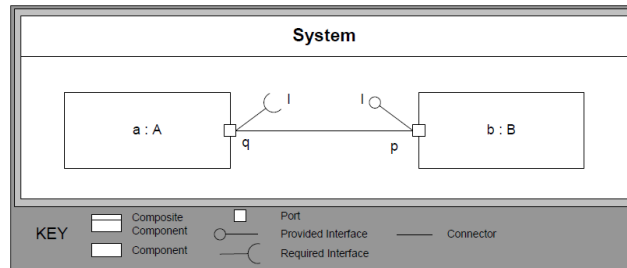 System
I
I
a : A
b : B
q
p
KEY
Composite
Component
Component
Port
Provided Interface
Required Interface
Connector